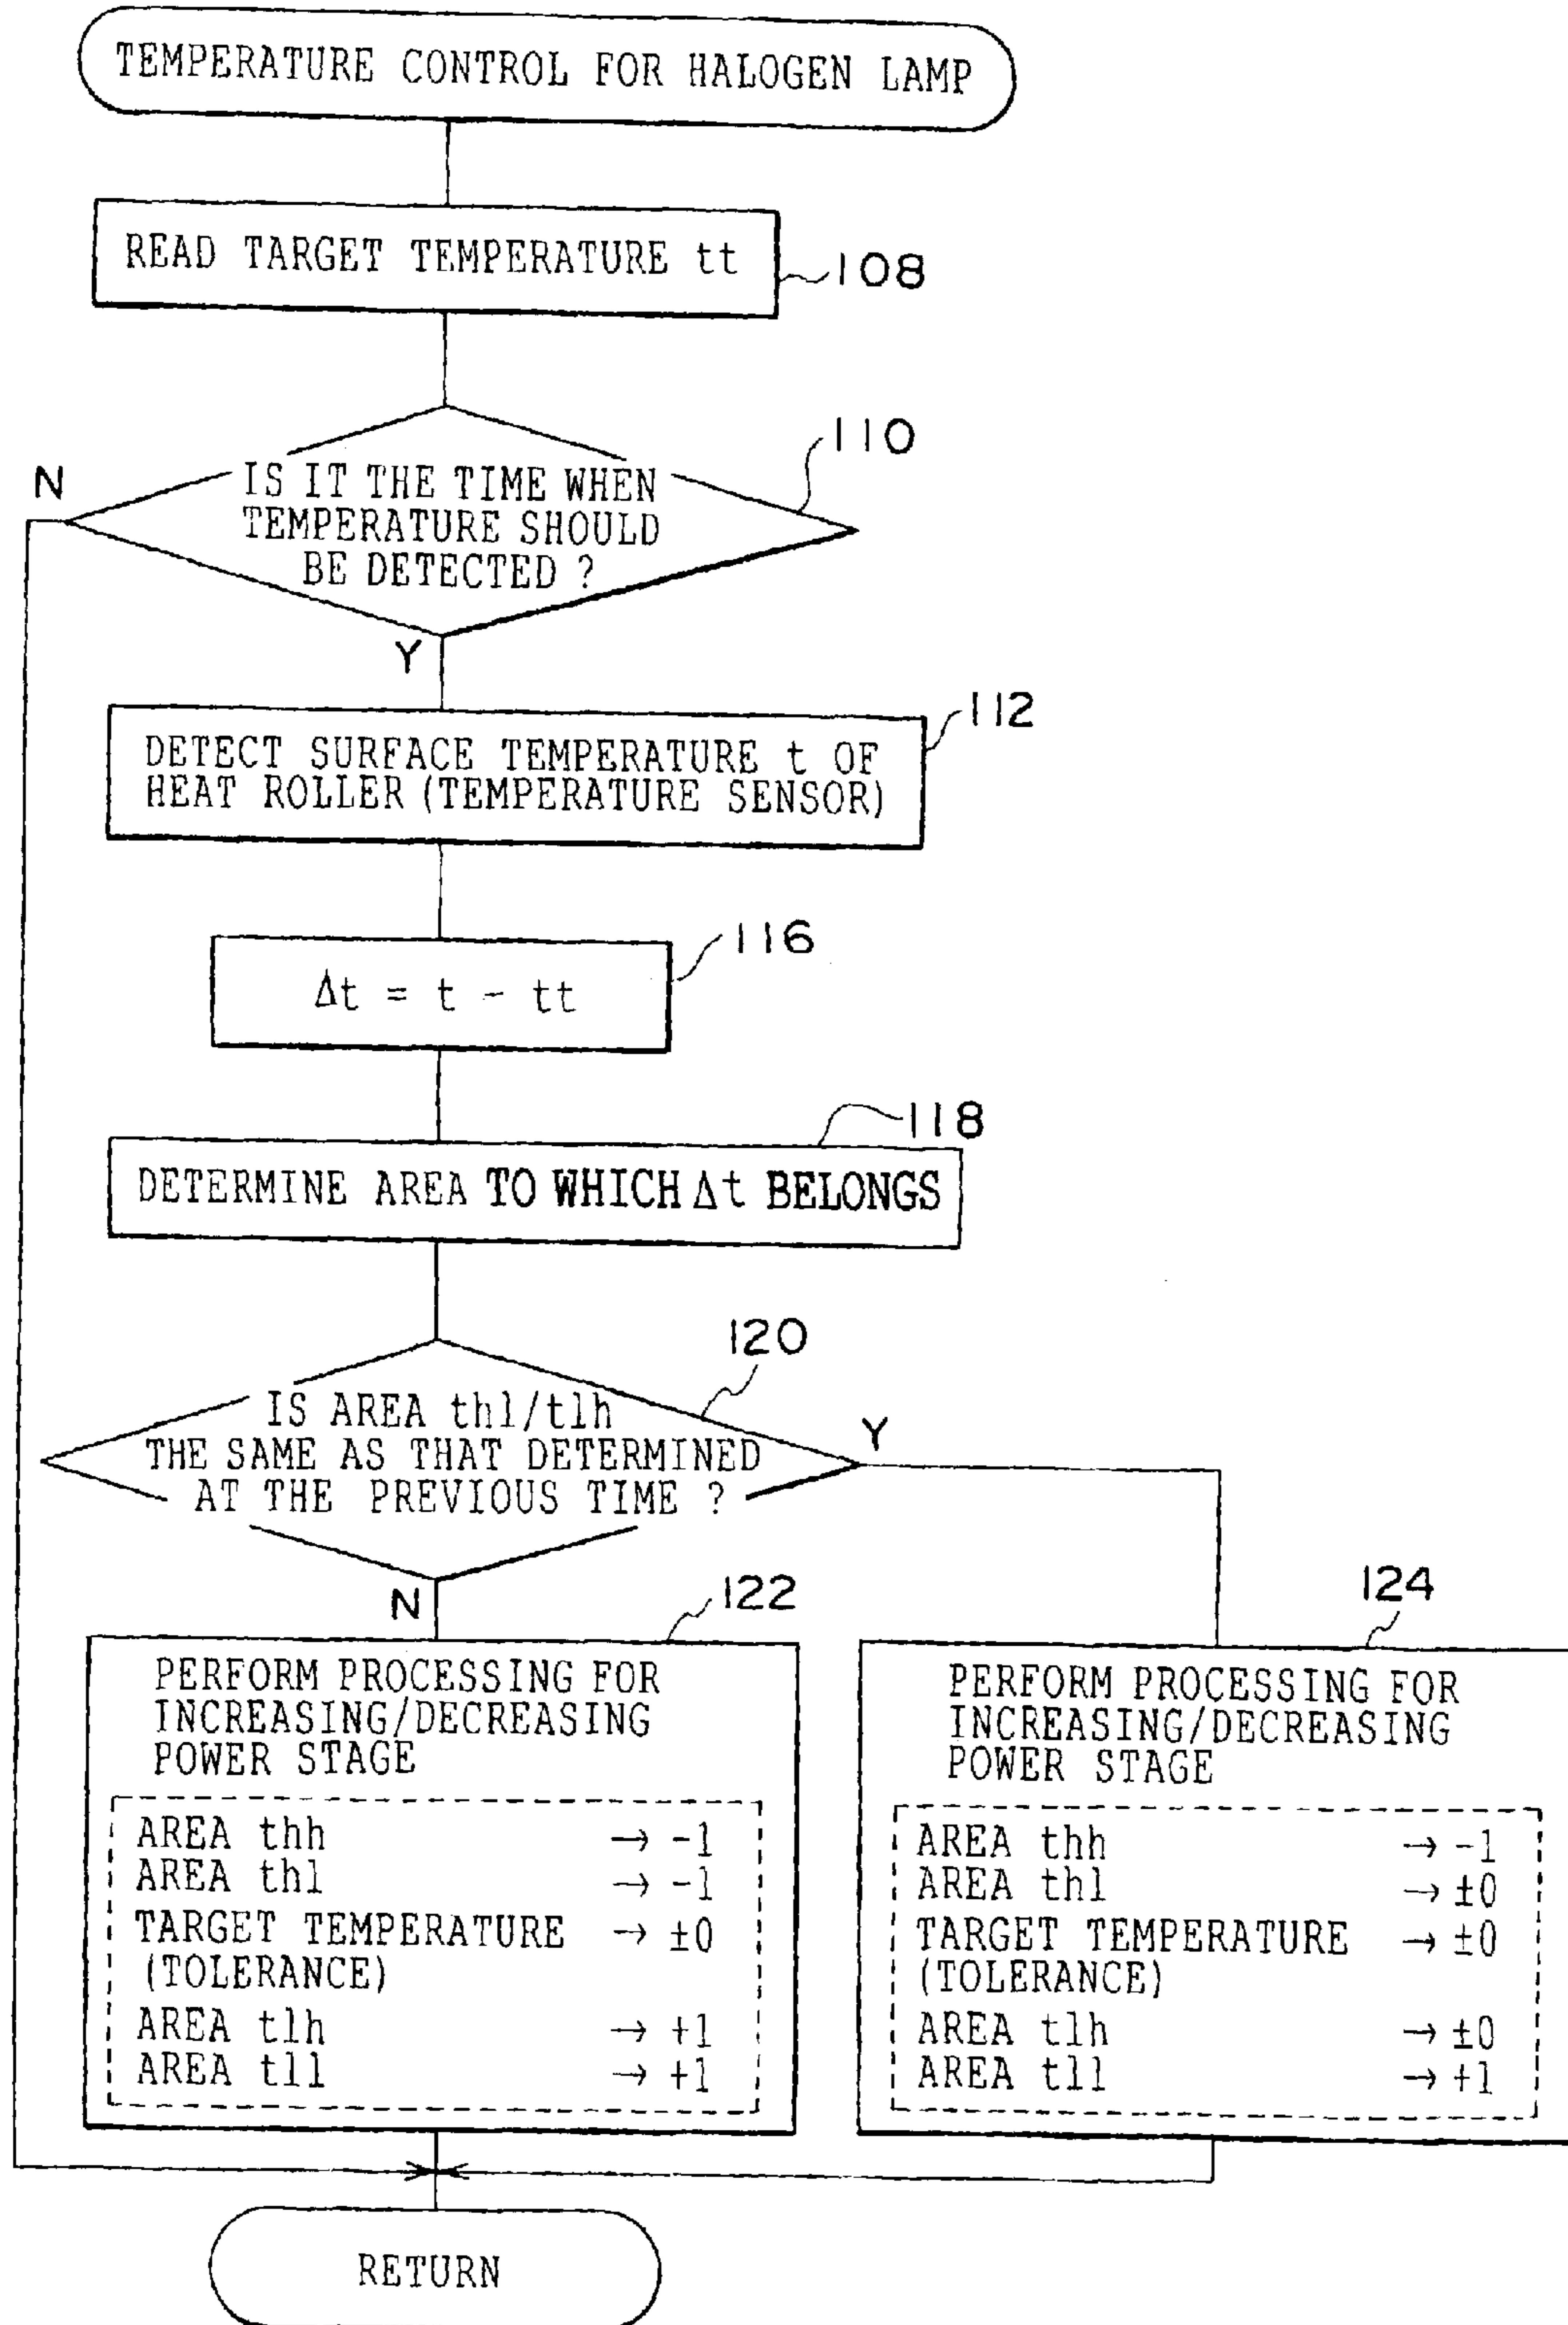 TEMPERATURE CONTROL FOR HALOGEN LAMP
READ TARGET TEMPERATURE tt
108
110
N
IS IT THE TIME WHEN
TEMPERATURE SHOULD
BE DETECTED ?
Y
112
DETECT SURFACE TEMPERATURE t OF
HEAT ROLLER (TEMPERATURE SENSOR)
116
Δt = t - tt
118
DETERMINE AREA TO WHICH Δt BELONGS
120
IS AREA thl/tlh
THE SAME AS THAT DETERMINED
AT THE PREVIOUS TIME ?
Y
N
122
PERFORM PROCESSING FOR
INCREASING/DECREASING
POWER STAGE
AREA thh → -1
AREA thl → -1
TARGET TEMPERATURE → ±0
(TOLERANCE)
AREA tlh → +1
AREA tll → +1
124
PERFORM PROCESSING FOR
INCREASING/DECREASING
POWER STAGE
AREA thh → -1
AREA thl → ±0
TARGET TEMPERATURE → ±0
(TOLERANCE)
AREA tlh → ±0
AREA tll → +1
RETURN